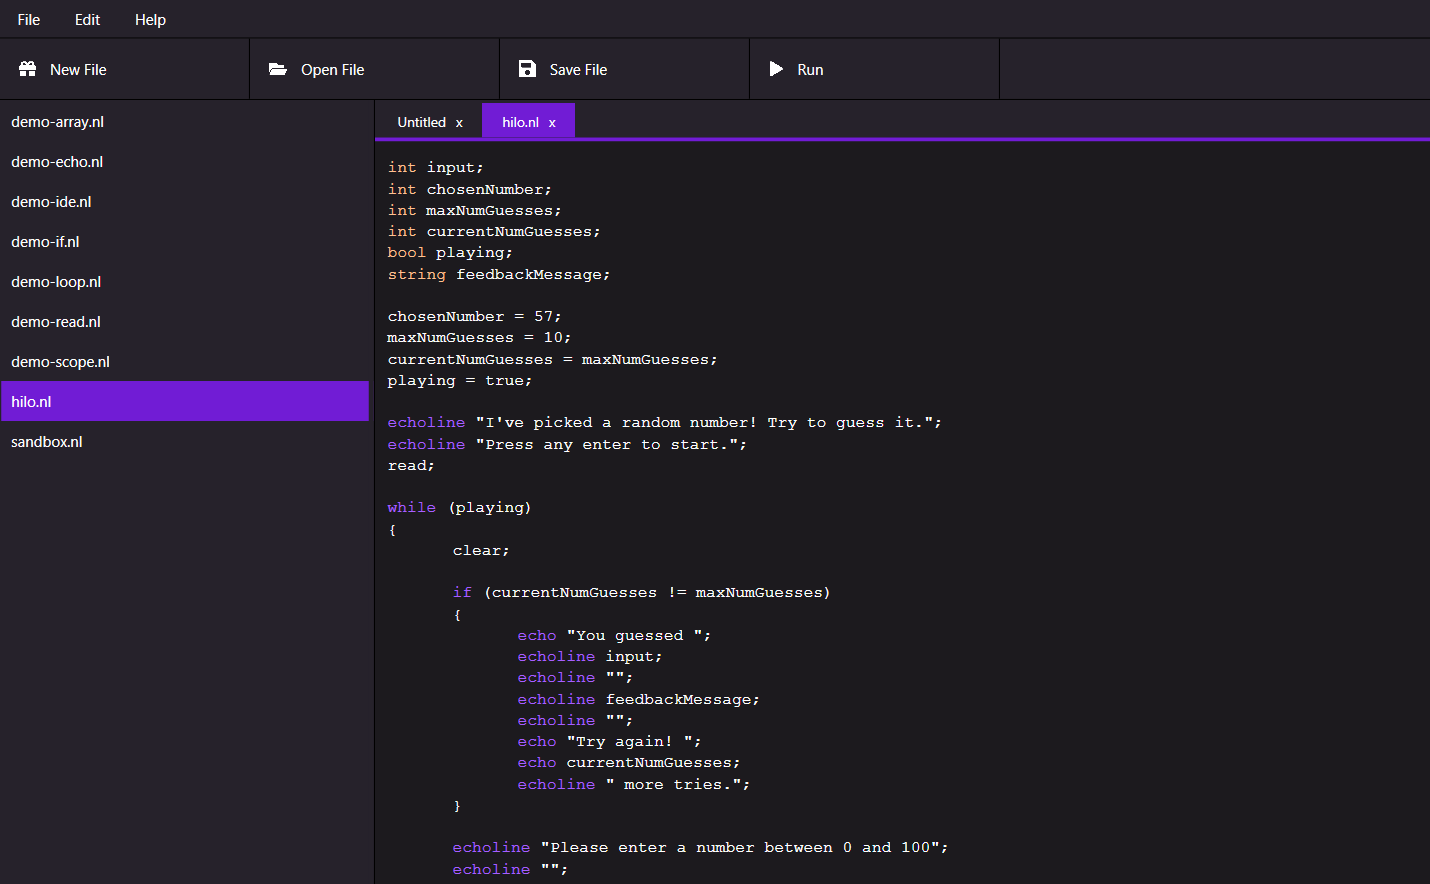 File Edit Help
New File Open File Save File Run
demo-array.nl
demo-echo.nl
demo-ide.nl
demo-if.nl
demo-loop.nl
demo-read.nl
demo-scope.nl
hilo.nl
sandbox.nl
Untitled x hilo.nl x
int input;
int chosenNumber;
int maxNumGuesses;
int currentNumGuesses;
bool playing;
string feedbackMessage;
chosenNumber = 57;
maxNumGuesses = 10;
currentNumGuesses = maxNumGuesses;
playing = true;
echoline "I've picked a random number! Try to guess it.";
echoline "Press any enter to start.";
read;
while (playing)
{
clear;
if (currentNumGuesses != maxNumGuesses)
{
echo "You guessed ";
echoline input;
echoline "";
echoline feedbackMessage;
echoline "";
echo "Try again! ";
echo currentNumGuesses;
echoline " more tries.";
}
echoline "Please enter a number between 0 and 100";
echoline "";